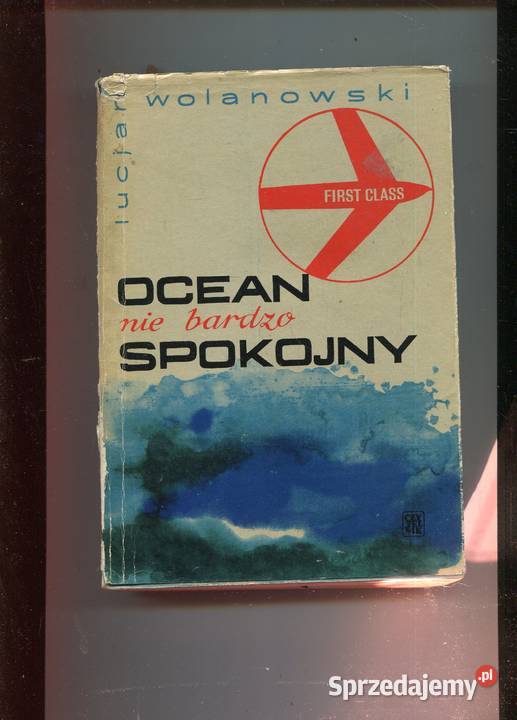 lucjan wolanowski
FIRST CLASS
OCEAN
nie bardzo
SPOKOJNY
Sprzedajemy.pl